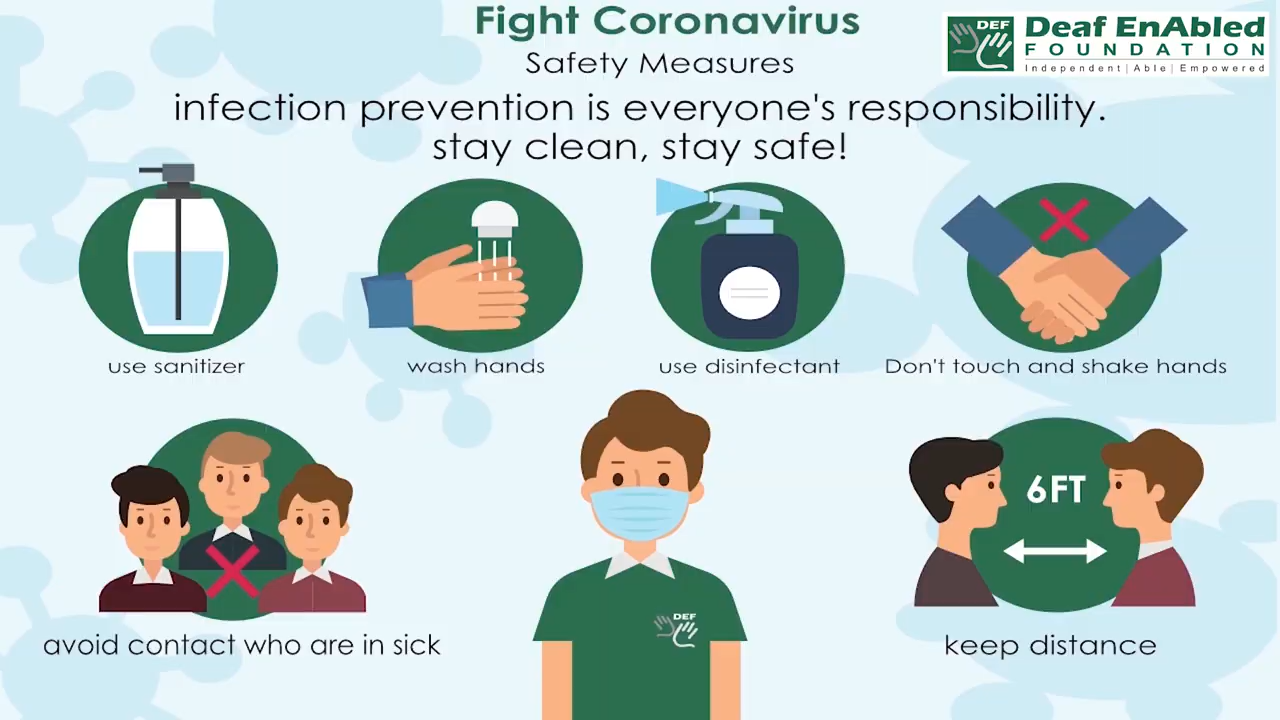 Fight Coronavirus
Safety Measures
DEF
Deaf EnAbled
FOUNDATION
Independent | Able | Empowered
infection prevention is everyone's responsibility.
stay clean, stay safe!
use sanitizer
wash hands
use disinfectant
Don't touch and shake hands
6FT
DEF
avoid contact who are in sick
keep distance